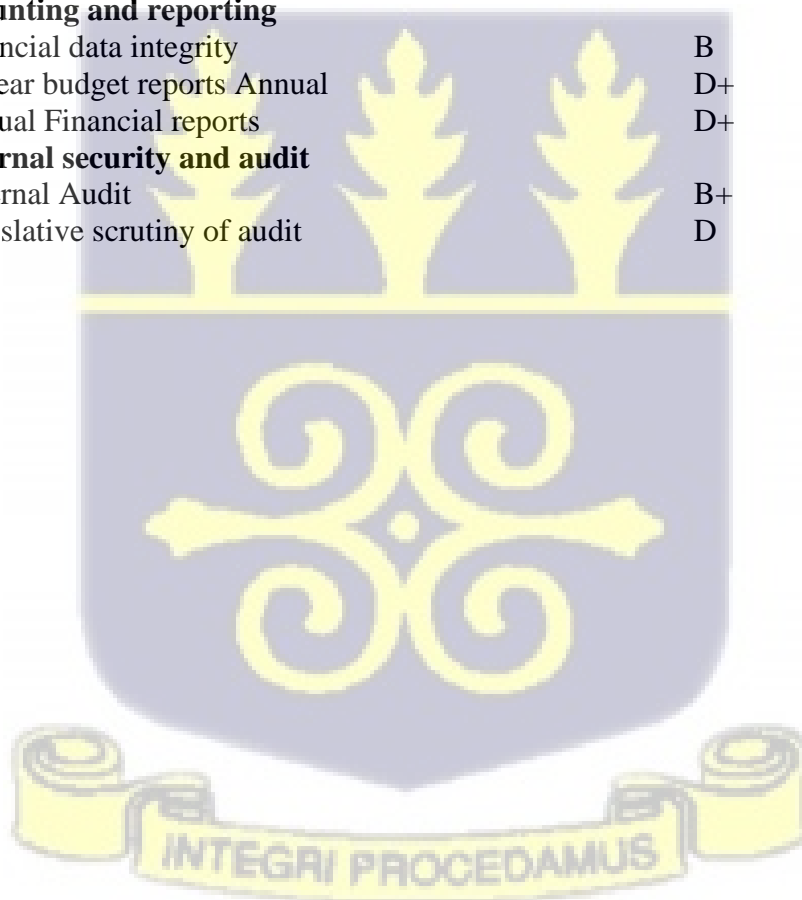 unting and reporting
ncial data integrity B
ear budget reports Annual D+
ual Financial reports D+
rnal security and audit
rnal Audit B+
slative scrutiny of audit D
INTEGRI PROCEDAMUS